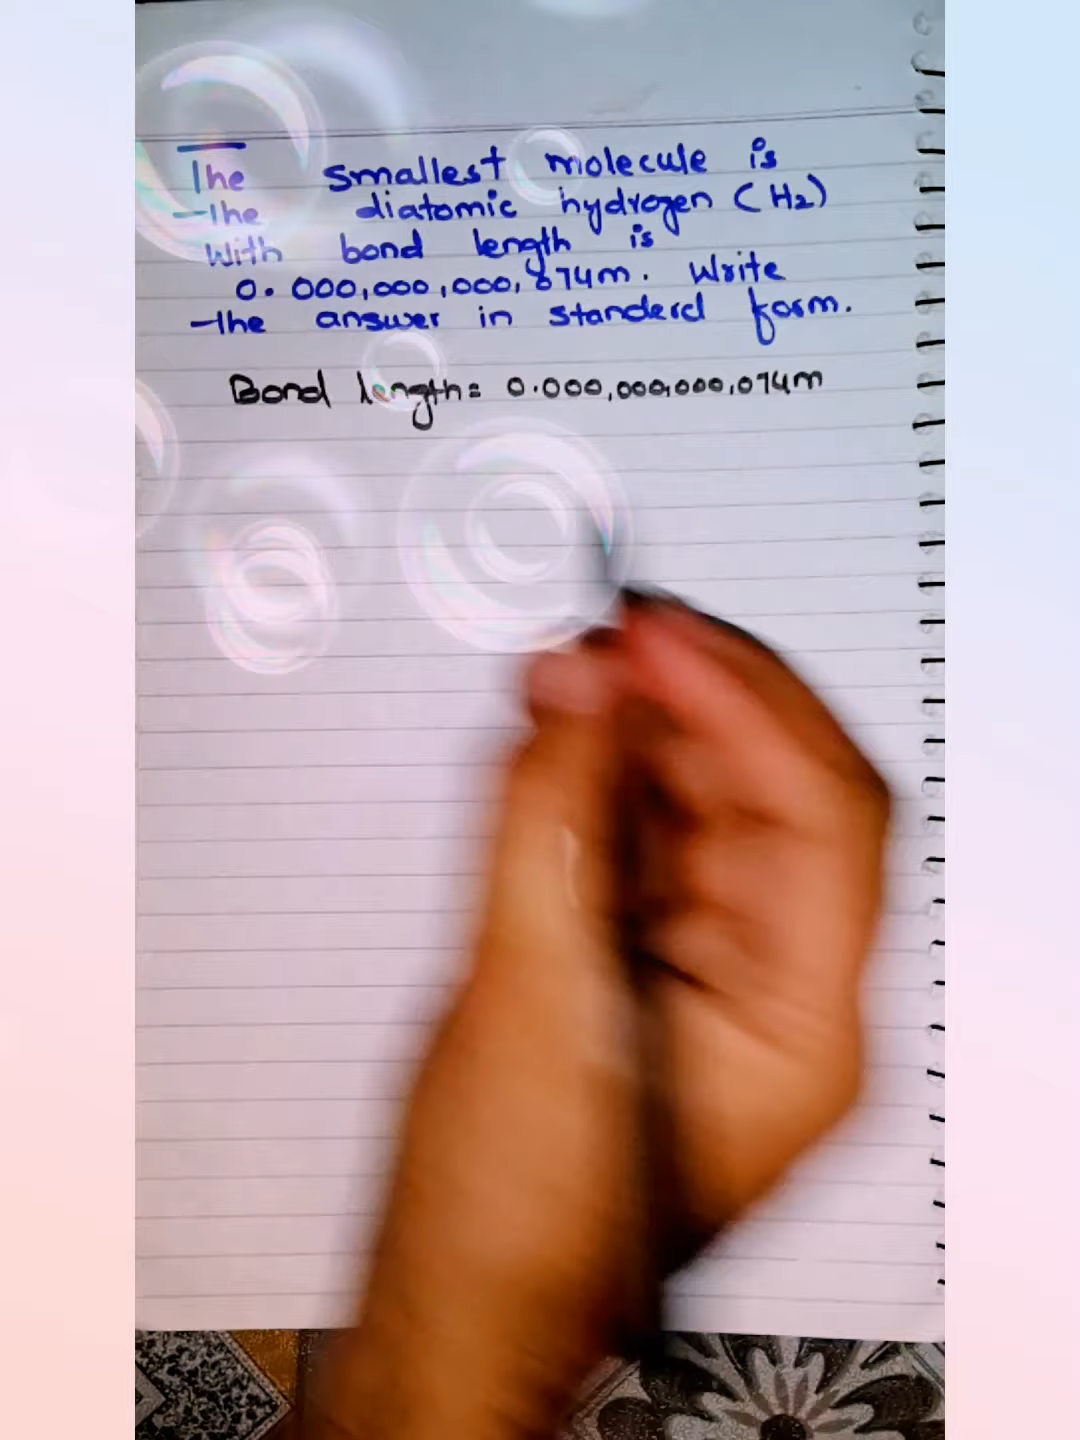 The smallest molecule is
the diatomic hydrogen (H2)
With bond length is
0.000,000,000,074m. Write
the answer in standerd form.
Bond length= 0.000,000,000,074m